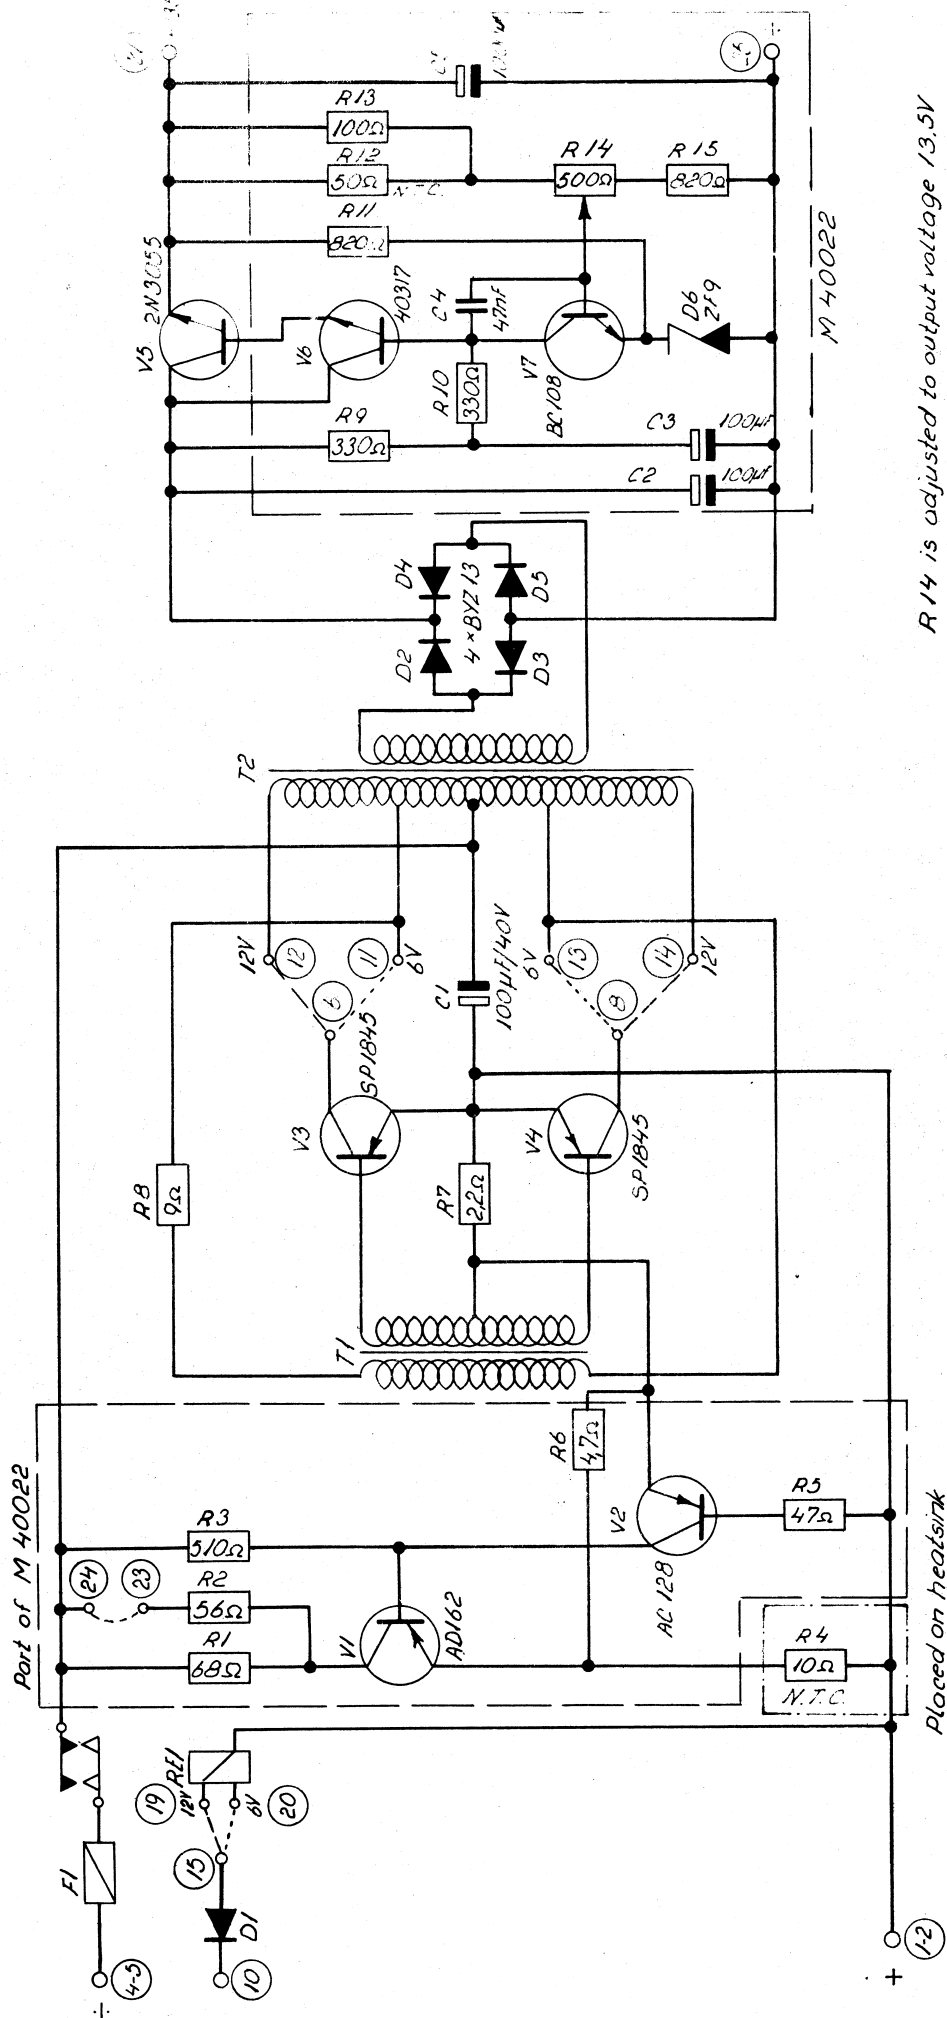 R13
100Ω
R12
50Ω
N.T.C.
R11
820Ω
R14
500Ω
R15
820Ω
2N3055
V5
V6
40317
C4
47nF
R10
330Ω
V7
BC108
D6
2F9
R9
330Ω
C3
100µF
C2
100µF
M 40022
R14 is adjusted to output voltage 13,5V
D4
D2
4×BYZ13
D5
D3
T2
12V
12
11
6V
6
SP1845
V3
C1
100µF/40V
6V
13
14
12V
8
V4
SP1845
R8
9Ω
R7
2,2Ω
T1
Part of M 40022
R6
4,7Ω
R3
510Ω
24
23
R2
56Ω
R1
68Ω
V1
AD162
V2
AC128
R5
47Ω
R4
10Ω
N.T.C.
Placed on heatsink
RE1
19
12V
6V
20
15
F1
D1
÷
4-5
10
+
1-2